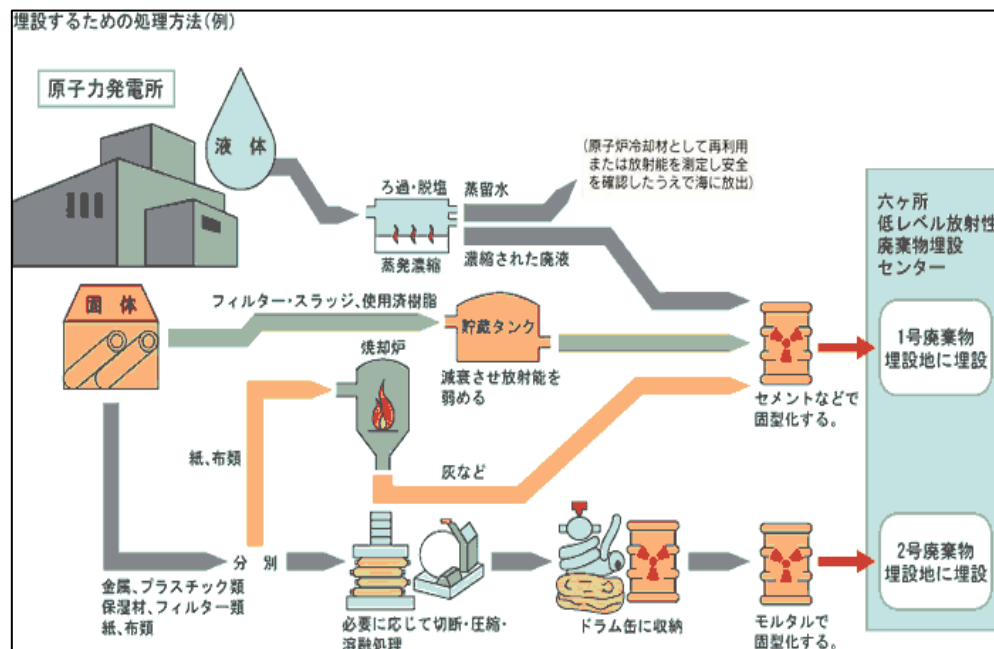 埋設するための処理方法(例)
原子力発電所
液体
ろ過・脱塩
蒸発濃縮
蒸留水
(原子炉冷却材として再利用
または放射能を測定し安全
を確認したうえで海に放出)
濃縮された廃液
固体
フィルター・スラッジ、使用済樹脂
貯蔵タンク
減衰させ放射能を
弱める
焼却炉
紙、布類
灰など
セメントなどで
固型化する。
分別
金属、プラスチック類
保湿材、フィルター類
紙、布類
必要に応じて切断・圧縮・
溶融処理
ドラム缶に収納
モルタルで
固型化する。
六ヶ所
低レベル放射性
廃棄物埋設
センター
1号廃棄物
埋設地に埋設
2号廃棄物
埋設地に埋設